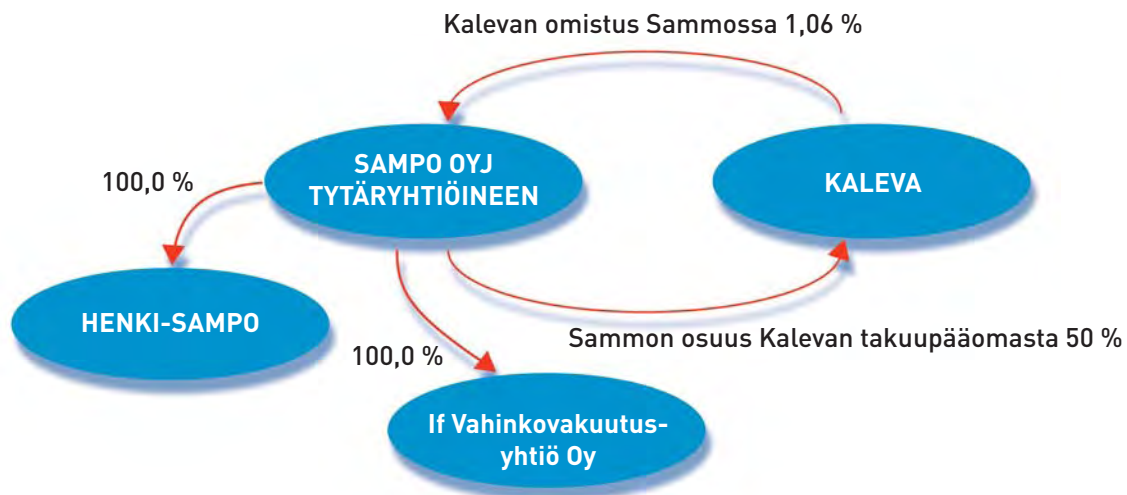 Kalevan omistus Sammossa 1,06 %
SAMPO OYJ
TYTÄRYHTIÖINEEN
KALEVA
100,0 %
HENKI-SAMPO
Sammon osuus Kalevan takuupääomasta 50 %
100,0 %
If Vahinkovakuutus-
yhtiö Oy